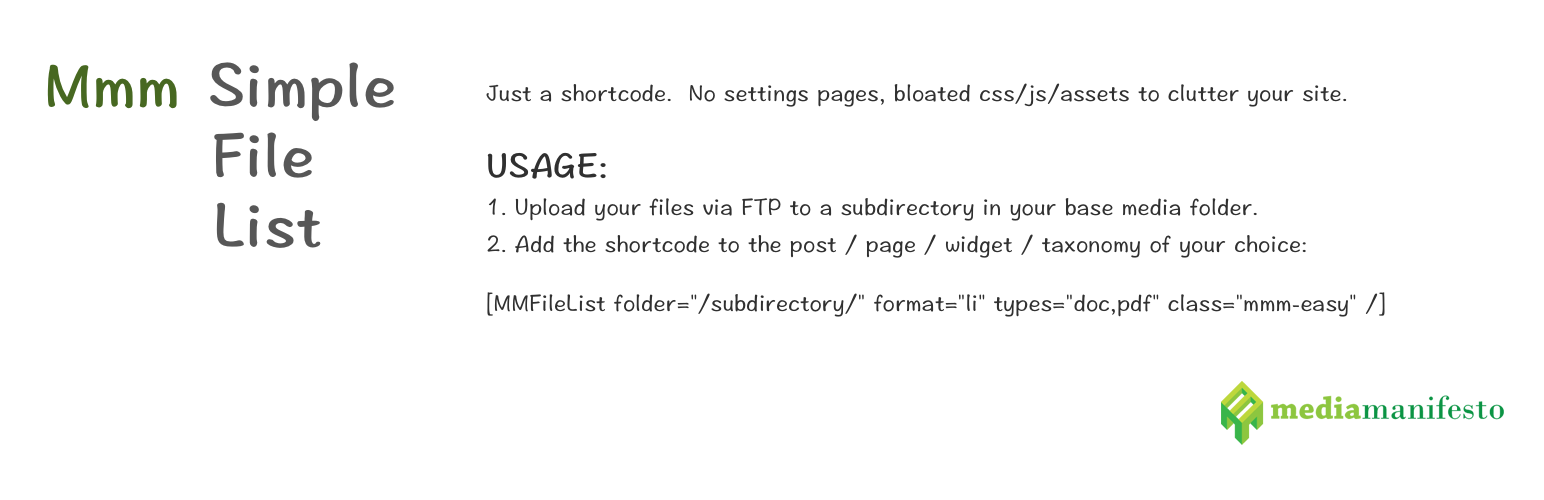 Mmm Simple
File
List
Just a shortcode.  No settings pages, bloated css/js/assets to clutter your site.
USAGE:
1. Upload your files via FTP to a subdirectory in your base media folder.
2. Add the shortcode to the post / page / widget / taxonomy of your choice:
[MMFileList folder="/subdirectory/" format="li" types="doc,pdf" class="mmm-easy" /]
mediamanifesto